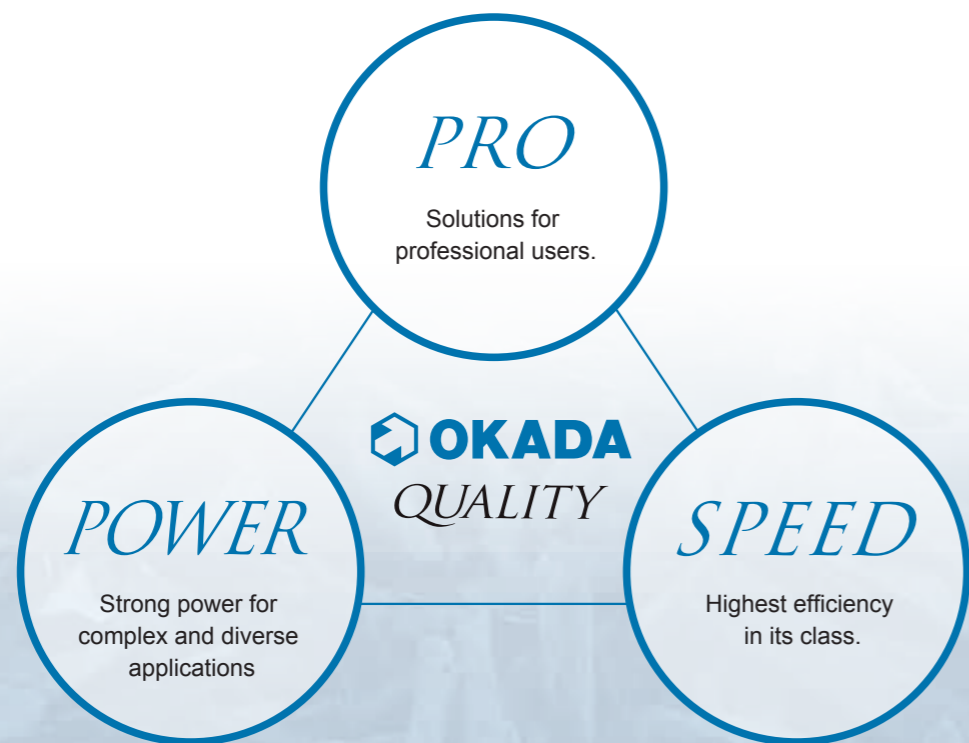 PRO
Solutions for
professional users.
OKADA
QUALITY
POWER
Strong power for
complex and diverse
applications
SPEED
Highest efficiency
in its class.